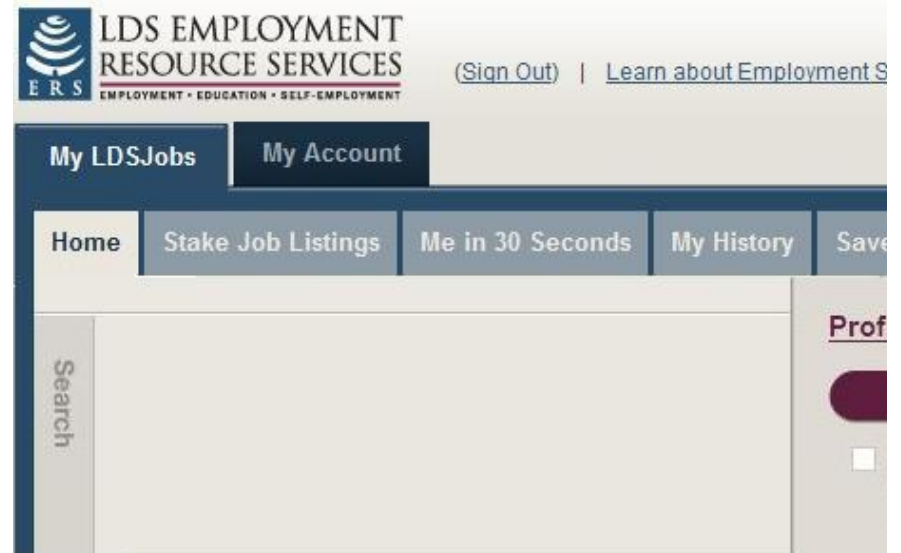 LDS EMPLOYMENT
RESOURCE SERVICES
ERS
EMPLOYMENT • EDUCATION • SELF-EMPLOYMENT
(Sign Out) | Learn about Employment S
My LDSJobs My Account
Home Stake Job Listings Me in 30 Seconds My History Save
Prof
Search